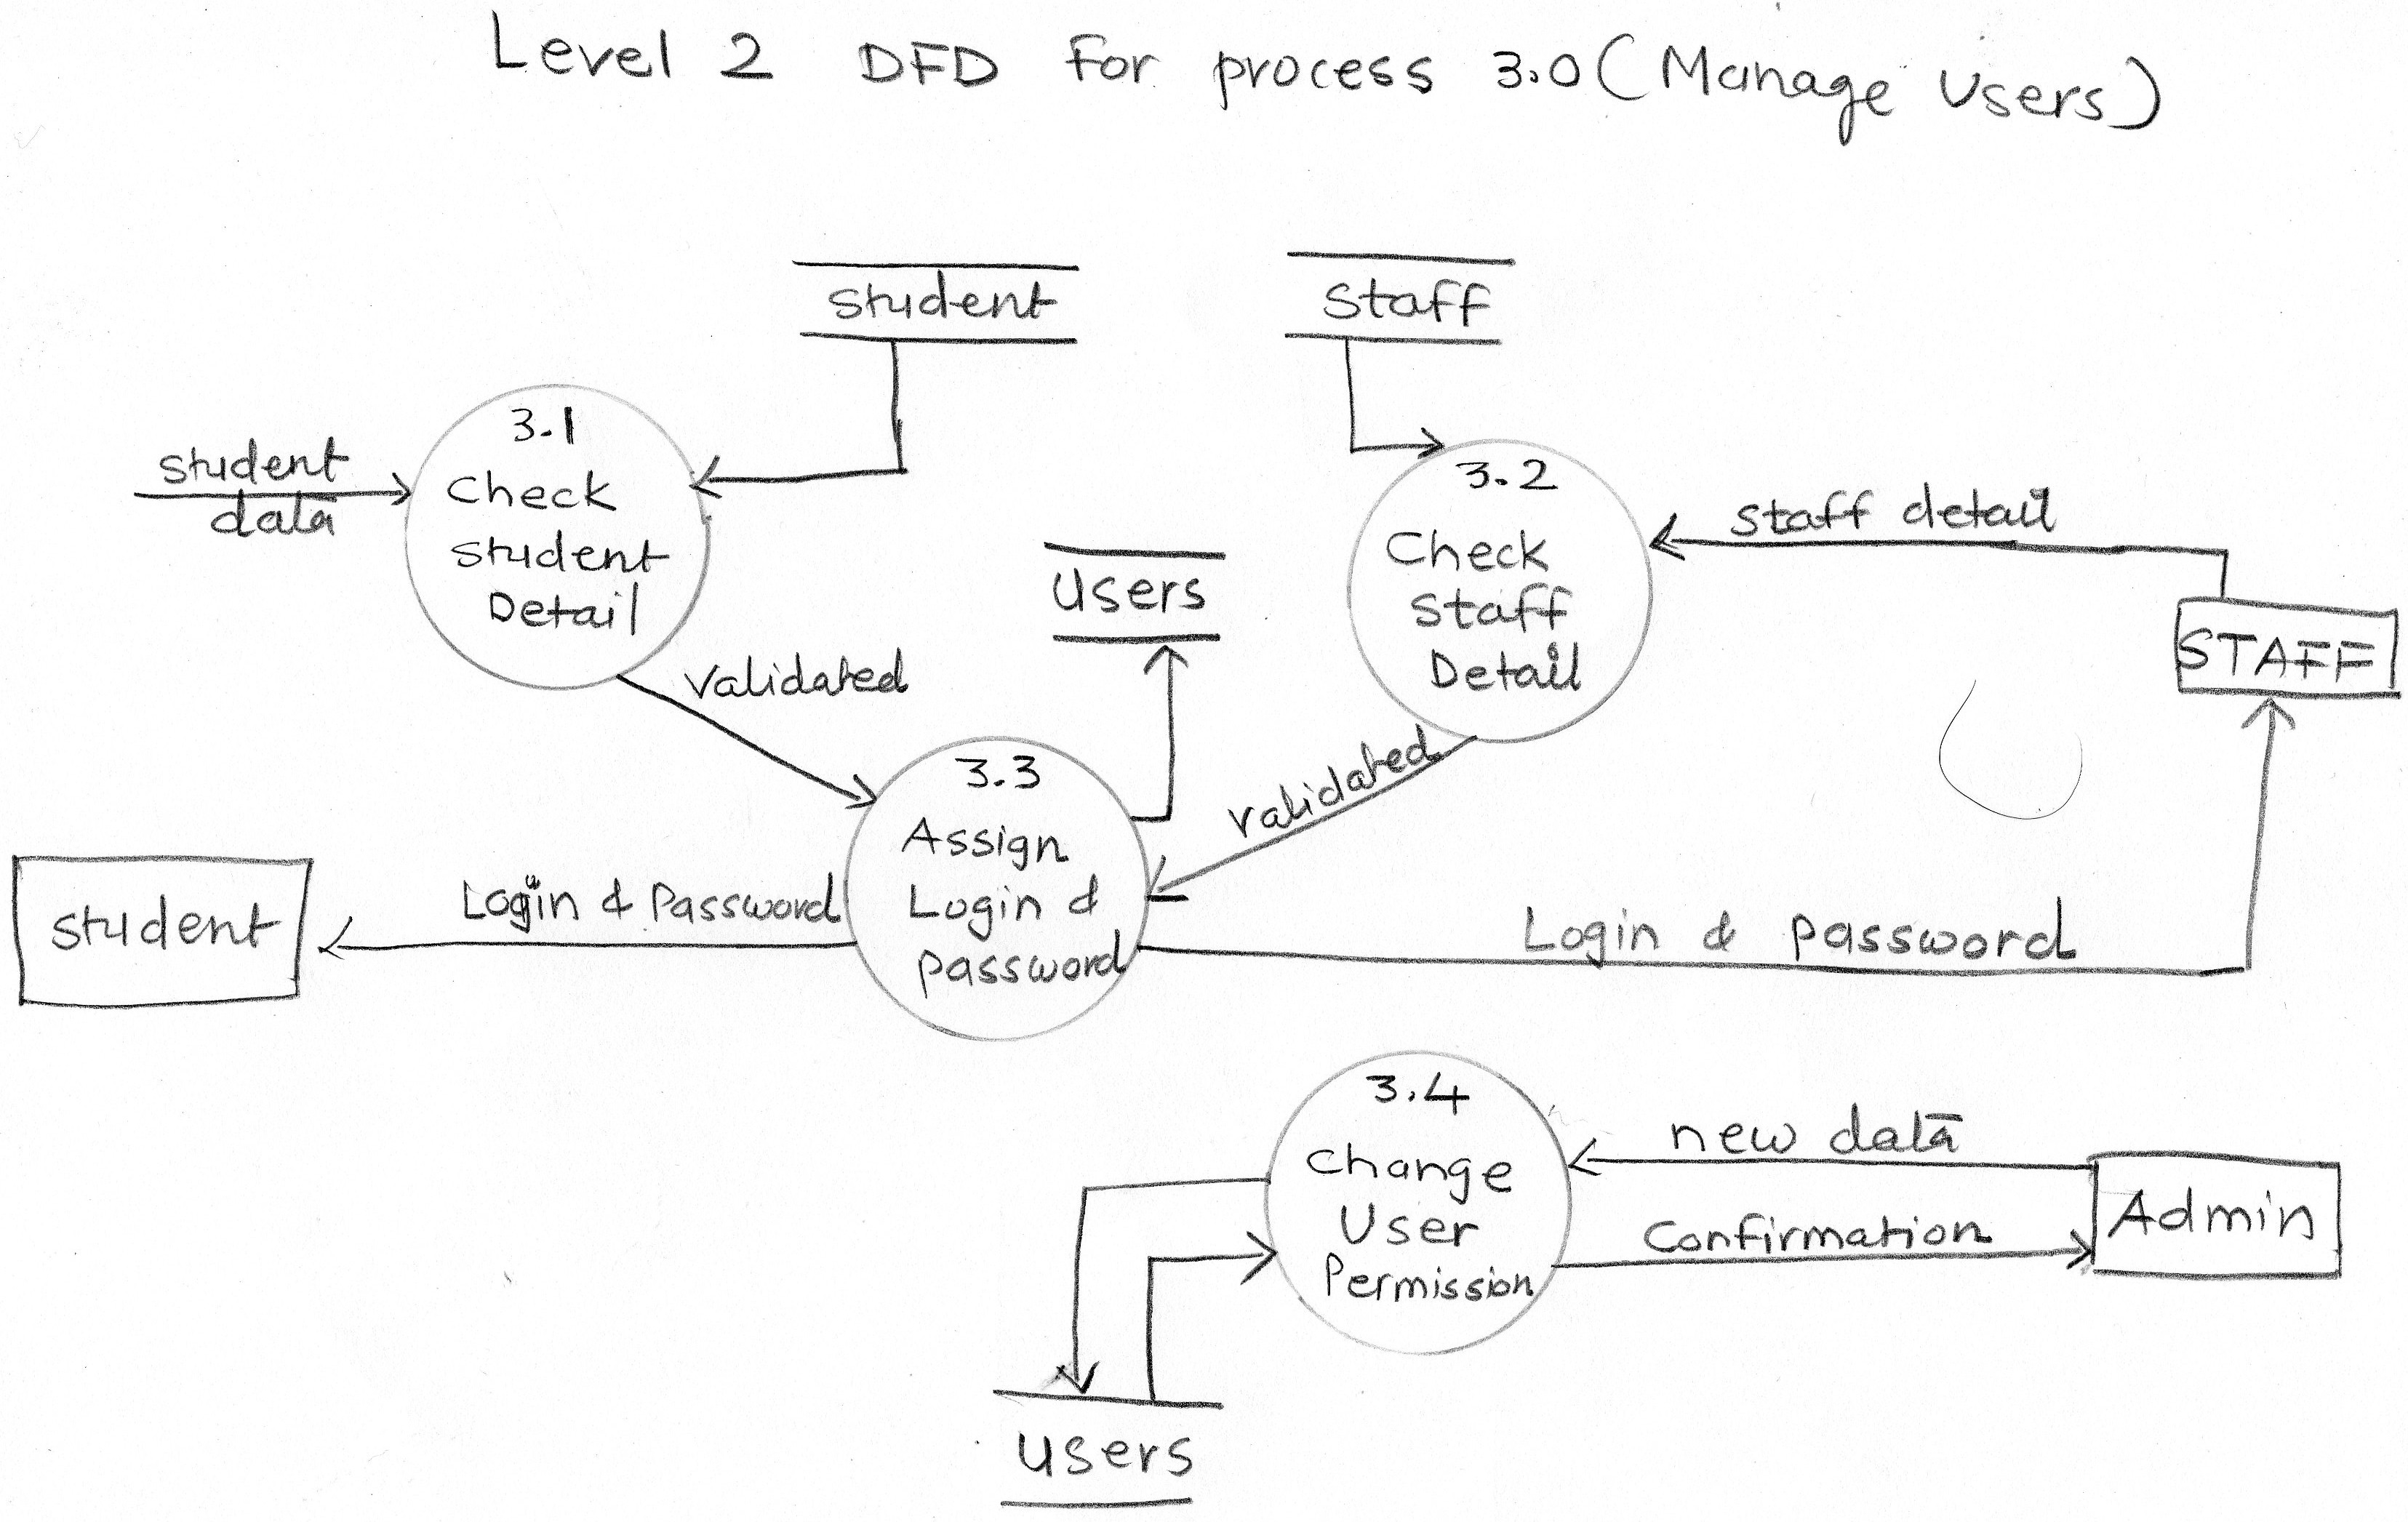 Level 2 DFD For process 3.0 (Manage Users)
student
staff
3.1
Check
student
Detail
student
data
3.2
Check
staff
Detail
staff detail
STAFF
users
validated
validated
3.3
Assign
Login &
password
student
Login & Password
Login & password
3.4
Change
User
Permission
new data
Confirmation
Admin
users